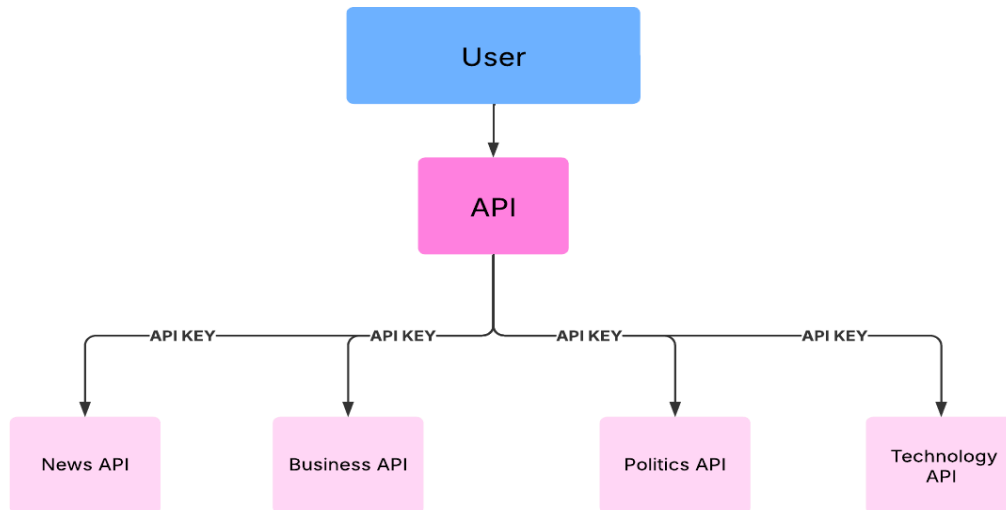 User
API
API KEY
API KEY
API KEY
API KEY
News API
Business API
Politics API
Technology
API